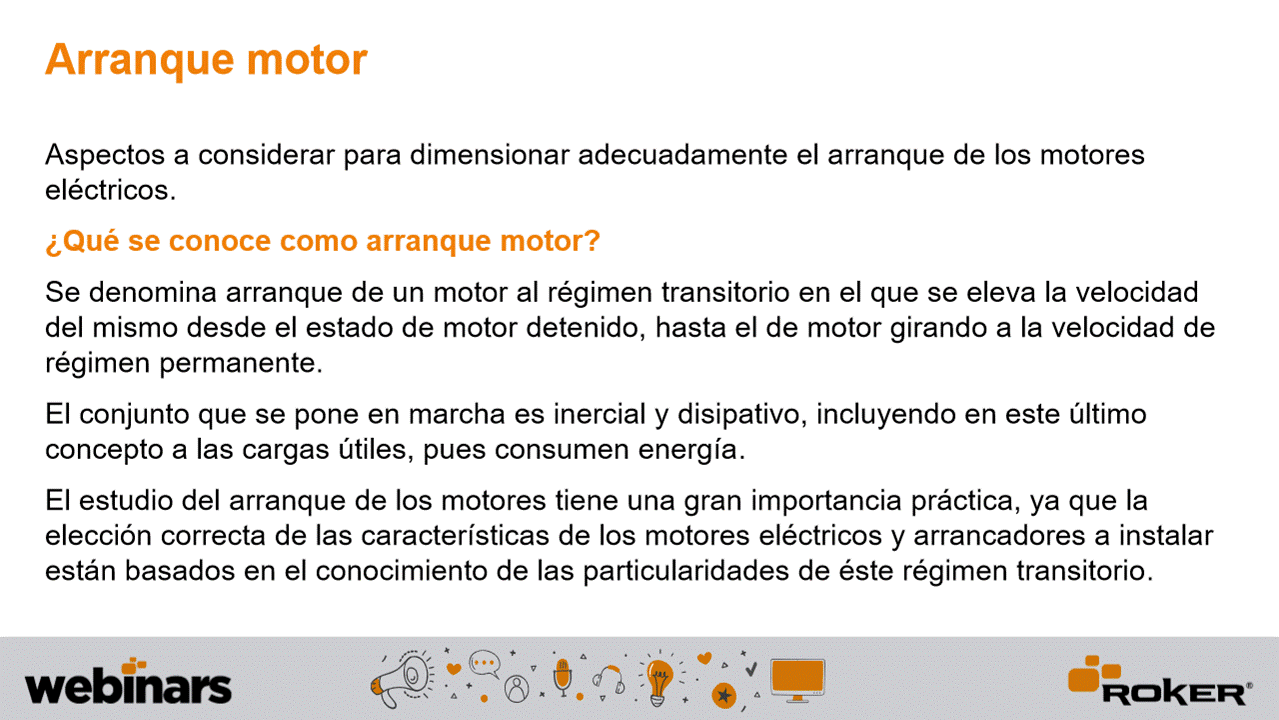 Arranque motor
Aspectos a considerar para dimensionar adecuadamente el arranque de los motores
eléctricos.
¿Qué se conoce como arranque motor?
Se denomina arranque de un motor al régimen transitorio en el que se eleva la velocidad
del mismo desde el estado de motor detenido, hasta el de motor girando a la velocidad de
régimen permanente.
El conjunto que se pone en marcha es inercial y disipativo, incluyendo en este último
concepto a las cargas útiles, pues consumen energía.
El estudio del arranque de los motores tiene una gran importancia práctica, ya que la
elección correcta de las características de los motores eléctricos y arrancadores a instalar
están basados en el conocimiento de las particularidades de éste régimen transitorio.
webinars
ROKER®